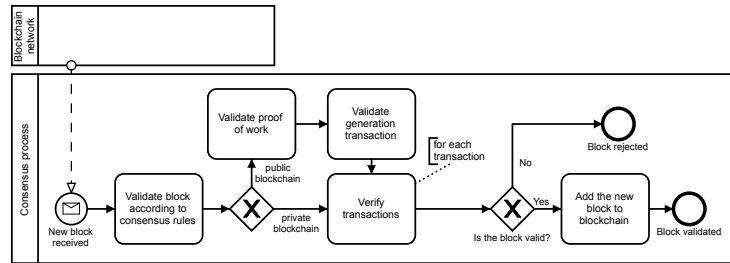 Blockchain
network
Consensus process
New block
received
Validate block
according to
consensus rules
Validate proof
of work
public
blockchain
private
blockchain
Validate
generation
transaction
for each
transaction
Verify
transactions
Is the block valid?
No
Block rejected
Yes
Add the new
block to
blockchain
Block validated